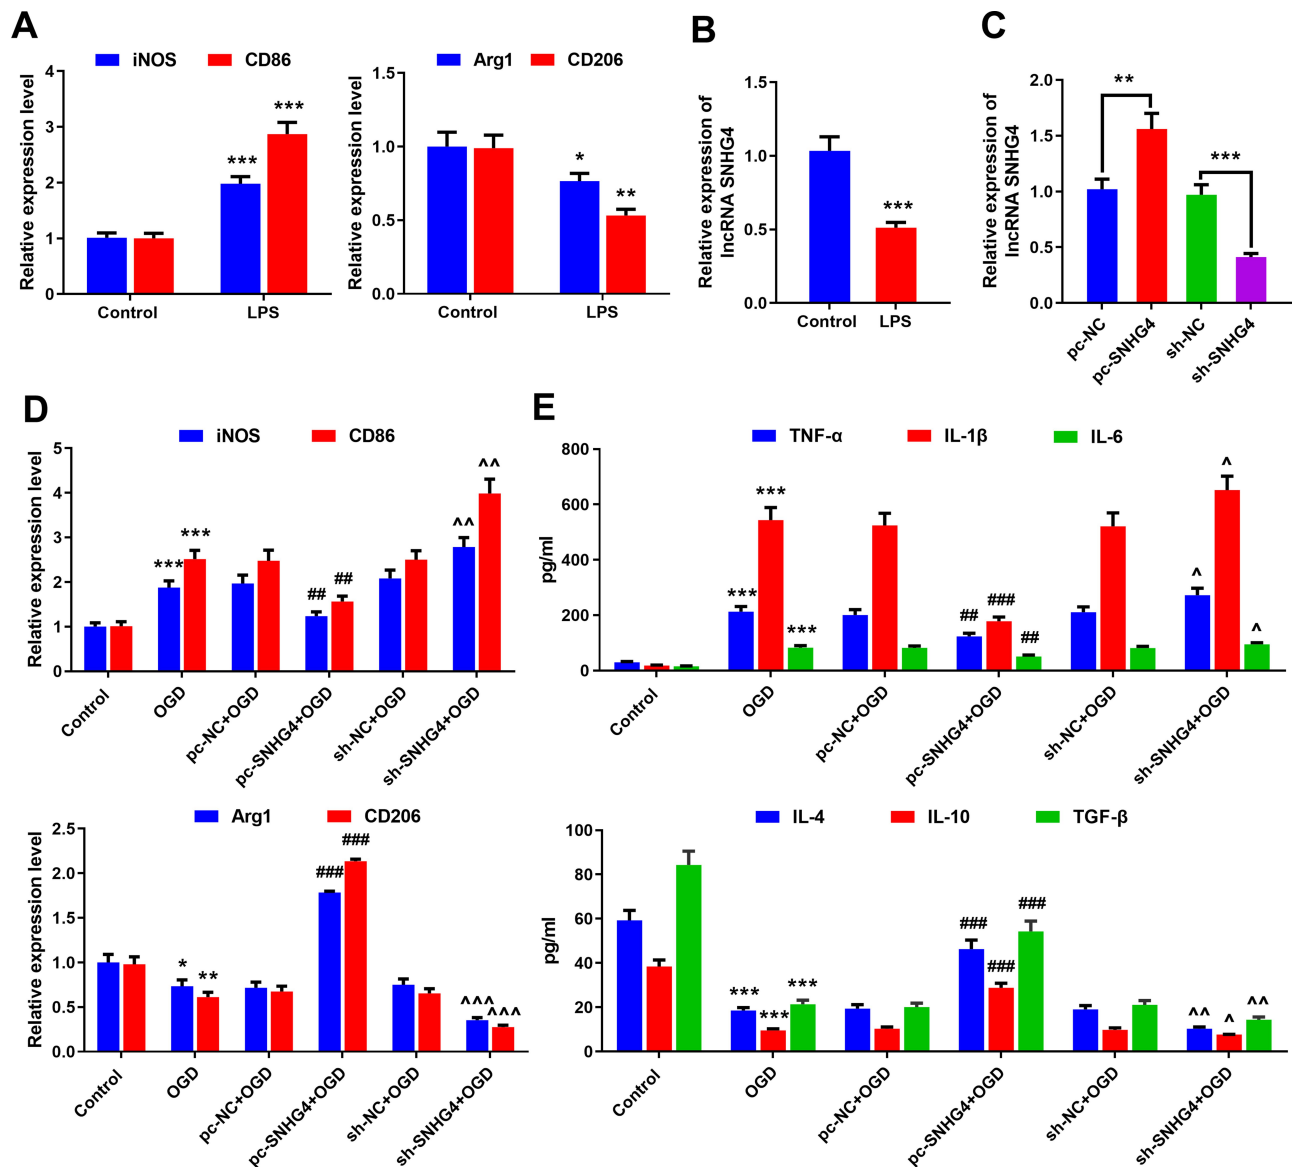 A
iNOS CD86
Relative expression level
4
3
2
1
0
*** ***
Control LPS
Arg1 CD206
Relative expression level
1.5
1.0
0.5
0.0
* **
Control LPS
B
Relative expression of
lncRNA SNHG4
1.5
1.0
0.5
0.0
***
Control LPS
C
Relative expression of
lncRNA SNHG4
2.0
1.5
1.0
0.5
0.0
** ***
pc-NC
pc-SNHG4
sh-NC
sh-SNHG4
D
iNOS CD86
Relative expression level
5
4
3
2
1
0
*** *** ## ## ^^ ^^
Control
OGD
pc-NC+OGD
pc-SNHG4+OGD
sh-NC+OGD
sh-SNHG4+OGD
Arg1 CD206
Relative expression level
2.5
2.0
1.5
1.0
0.5
0.0
* ** ### ### ^^^ ^^^
Control
OGD
pc-NC+OGD
pc-SNHG4+OGD
sh-NC+OGD
sh-SNHG4+OGD
E
TNF-α IL-1β IL-6
pg/ml
800
600
400
200
0
*** *** *** ## ### ## ^ ^ ^
Control
OGD
pc-NC+OGD
pc-SNHG4+OGD
sh-NC+OGD
sh-SNHG4+OGD
IL-4 IL-10 TGF-β
pg/ml
100
80
60
40
20
0
*** *** *** ### ### ### ^^ ^ ^^
Control
OGD
pc-NC+OGD
pc-SNHG4+OGD
sh-NC+OGD
sh-SNHG4+OGD